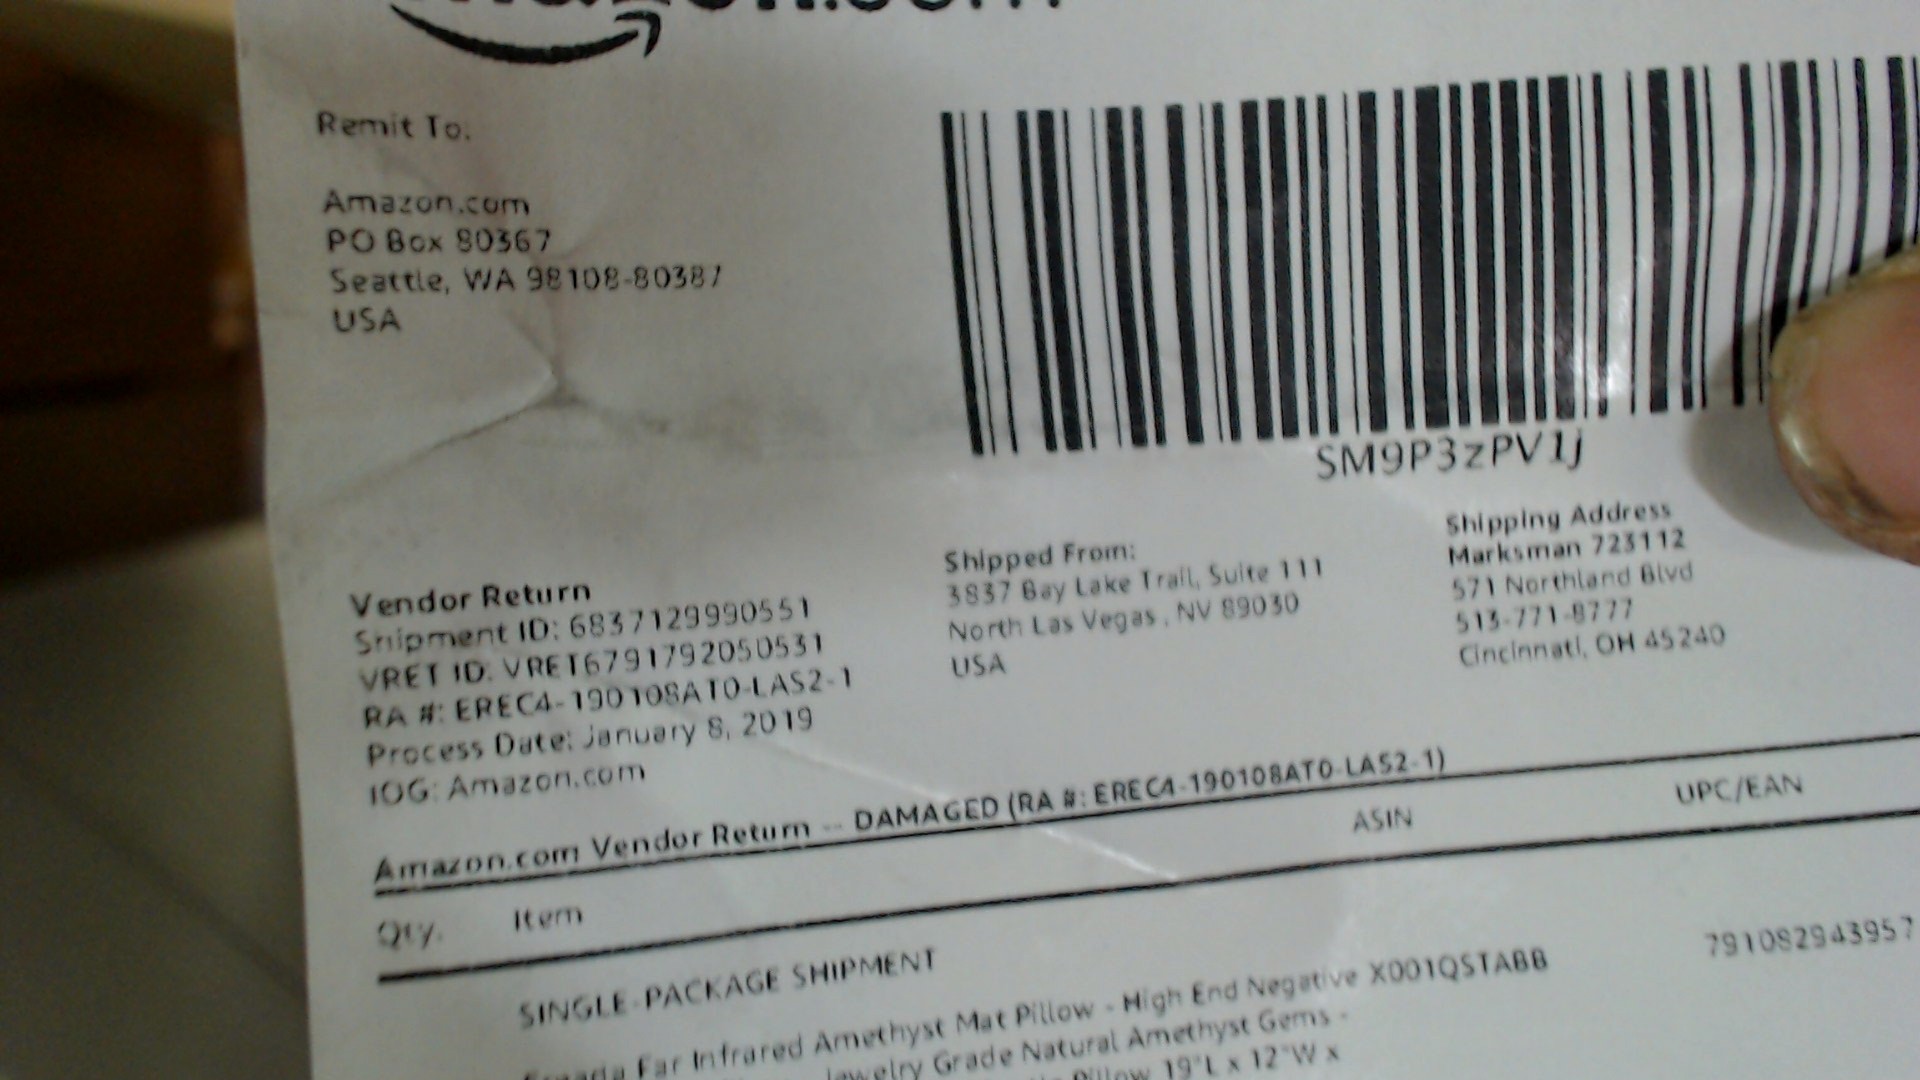 Remit To:
Amazon.com
PO Box 80367
Seattle, WA 98108-80387
USA
SM9P3zPV1j
Vendor Return
Shipment ID: 6837129990551
VRET ID: VRET6791792050531
RA #: EREC4-190108AT0-LAS2-1
Process Date: January 8, 2019
IOG: Amazon.com
Shipped From:
3837 Bay Lake Trail, Suite 111
North Las Vegas, NV 89030
USA
Shipping Address
Marksman 723112
571 Northland Blvd
513-771-8777
Cincinnati, OH 45240
Amazon.com Vendor Return -- DAMAGED (RA #: EREC4-190108AT0-LAS2-1)
Qty. Item ASIN UPC/EAN
SINGLE-PACKAGE SHIPMENT
Far Infrared Amethyst Mat Pillow - High End Negative X001QSTABB 791082943957
Jewelry Grade Natural Amethyst Gems -
Pillow 19"L x 12"W x